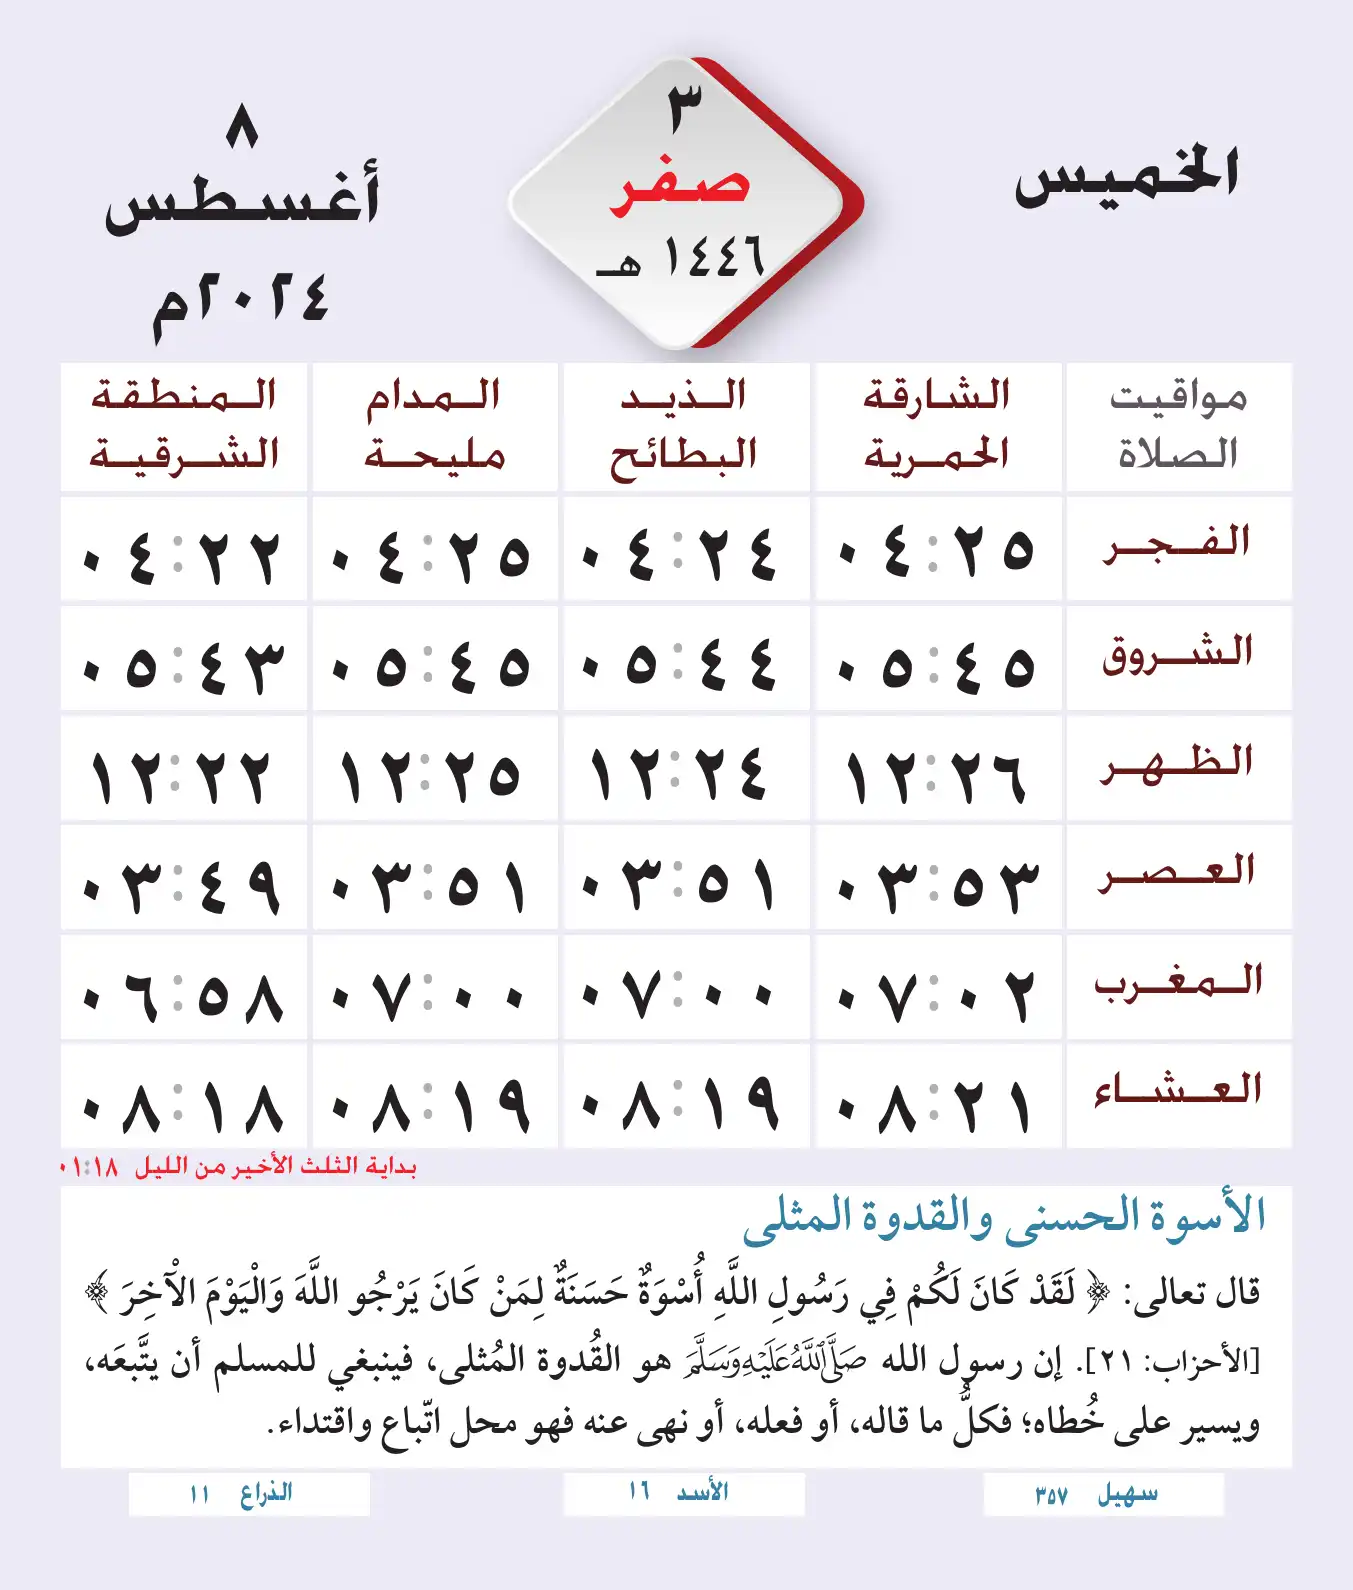 الخميس
٣
صفر
١٤٤٦ هـ
٨
أغسطس
٢٠٢٤م
مواقيت الصلاة
الشارقة الحمرية
الذيد البطائح
المدام مليحة
المنطقة الشرقية
الفجر ٠٤:٢٥ ٠٤:٢٤ ٠٤:٢٥ ٠٤:٢٢
الشروق ٠٥:٤٥ ٠٥:٤٤ ٠٥:٤٥ ٠٥:٤٣
الظهر ١٢:٢٦ ١٢:٢٤ ١٢:٢٥ ١٢:٢٢
العصر ٠٣:٥٣ ٠٣:٥١ ٠٣:٥١ ٠٣:٤٩
المغرب ٠٧:٠٢ ٠٧:٠٠ ٠٧:٠٠ ٠٦:٥٨
العشاء ٠٨:٢١ ٠٨:١٩ ٠٨:١٩ ٠٨:١٨
بداية الثلث الأخير من الليل ٠١:١٨
الأسوة الحسنى والقدوة المثلى
قال تعالى: ﴿ لَقَدْ كَانَ لَكُمْ فِي رَسُولِ اللَّهِ أُسْوَةٌ حَسَنَةٌ لِمَنْ كَانَ يَرْجُو اللَّهَ وَالْيَوْمَ الْآخِرَ ﴾
[الأحزاب: ٢١]. إن رسول الله صَلَّى اللَّهُ عَلَيْهِ وَسَلَّمَ هو القُدوة المُثلى، فينبغي للمسلم أن يتَّبعَه،
ويسير على خُطاه؛ فكلُّ ما قاله، أو فعله، أو نهى عنه فهو محل اتّباع واقتداء.
سهيل ٣٥٧
الأسد ١٦
الذراع ١١